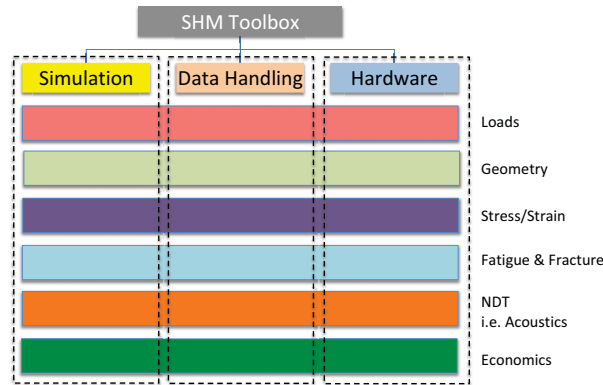 SHM Toolbox
Simulation
Data Handling
Hardware
Loads
Geometry
Stress/Strain
Fatigue & Fracture
NDT
i.e. Acoustics
Economics